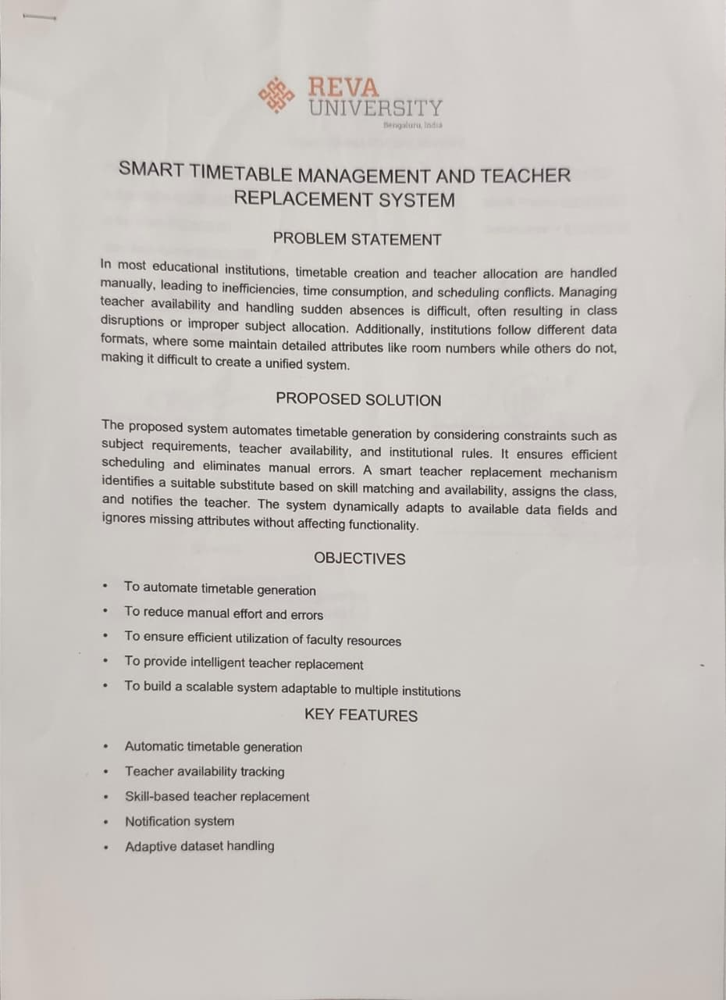 REVA
UNIVERSITY
Bengaluru, India
SMART TIMETABLE MANAGEMENT AND TEACHER
REPLACEMENT SYSTEM
PROBLEM STATEMENT
In most educational institutions, timetable creation and teacher allocation are handled
manually, leading to inefficiencies, time consumption, and scheduling conflicts. Managing
teacher availability and handling sudden absences is difficult, often resulting in class
disruptions or improper subject allocation. Additionally, institutions follow different data
formats, where some maintain detailed attributes like room numbers while others do not,
making it difficult to create a unified system.
PROPOSED SOLUTION
The proposed system automates timetable generation by considering constraints such as
subject requirements, teacher availability, and institutional rules. It ensures efficient
scheduling and eliminates manual errors. A smart teacher replacement mechanism
identifies a suitable substitute based on skill matching and availability, assigns the class,
and notifies the teacher. The system dynamically adapts to available data fields and
ignores missing attributes without affecting functionality.
OBJECTIVES
• To automate timetable generation
• To reduce manual effort and errors
• To ensure efficient utilization of faculty resources
• To provide intelligent teacher replacement
• To build a scalable system adaptable to multiple institutions
KEY FEATURES
• Automatic timetable generation
• Teacher availability tracking
• Skill-based teacher replacement
• Notification system
• Adaptive dataset handling